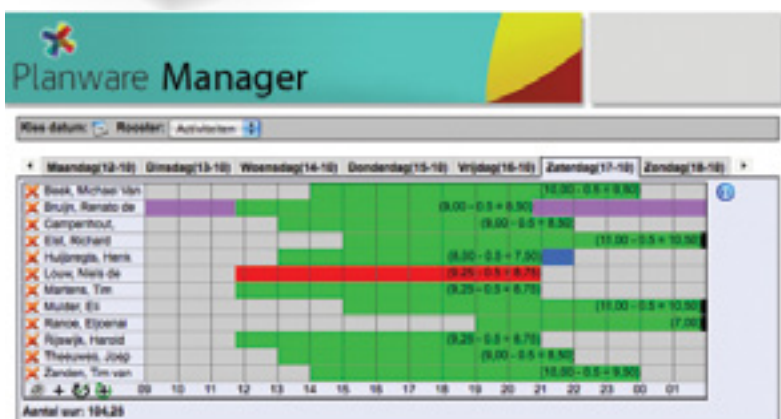 Planware Manager
Kies datum: Rooster: Activiteiten
Maandag(12-10) Dinsdag(13-10) Woensdag(14-10) Donderdag(15-10) Vrijdag(16-10) Zaterdag(17-10) Zondag(18-10)
Beek, Michael Van (10,00 - 0.5 = 9,50)
Bruijn, Renato de (9,00 - 0.5 = 8,50)
Campenhout, (9,00 - 0.5 = 8,50)
Elst, Richard (11,00 - 0.5 = 10,50)
Henk (8,00 - 0.5 = 7,50)
Louw, Niels de (9,25 - 0.5 = 8,75)
Martens, Tim (9,25 - 0.5 = 8,75)
Mulder, Eli (11,00 - 0.5 = 10,50)
Rance, (7,00)
Rijswijk, Harold (9,25 - 0.5 = 8,75)
Theeuwes, Joep (9,00 - 0.5 = 8,50)
Zanden, Tim van (10,00 - 0.5 = 9,50)
09 10 11 12 13 14 15 16 17 18 19 20 21 22 23 00 01
Aantal uur: 104,25